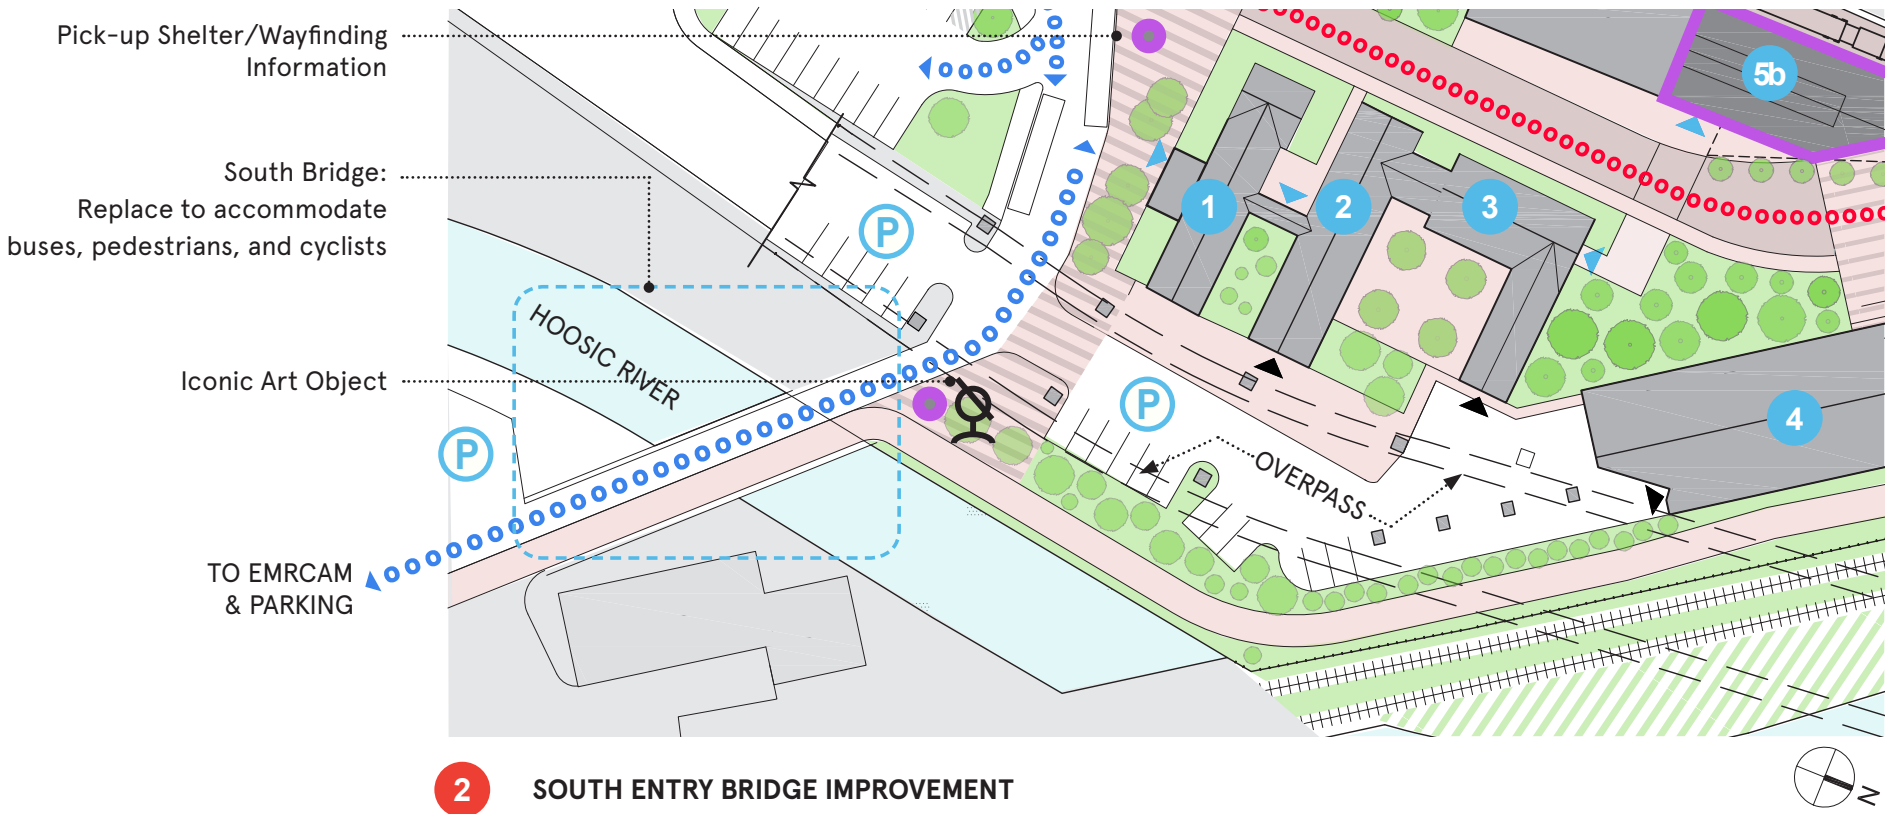 Pick-up Shelter/Wayfinding
Information
South Bridge:
Replace to accommodate
buses, pedestrians, and cyclists
Iconic Art Object
TO EMRCAM
& PARKING
HOOSIC RIVER
OVERPASS
P
P
P
1
2
3
4
5b
N
2 SOUTH ENTRY BRIDGE IMPROVEMENT